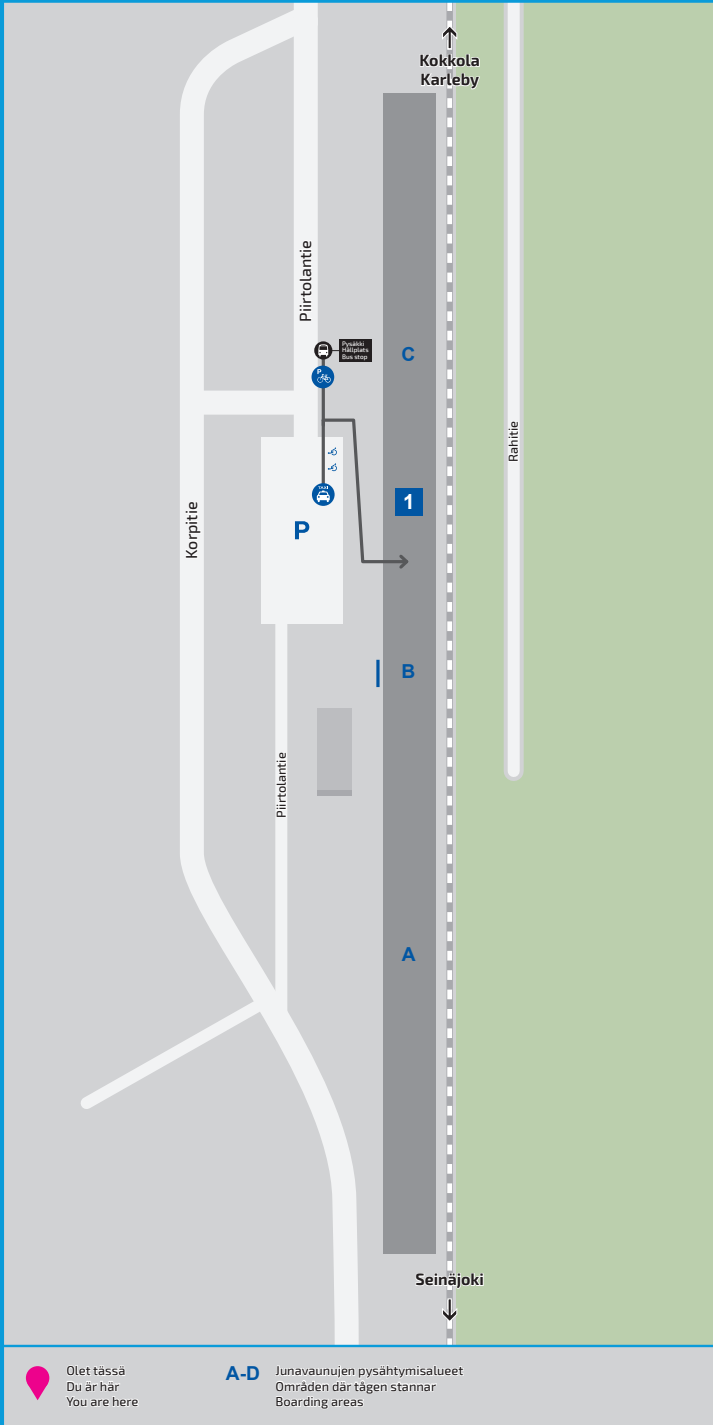 Kokkola
Karleby
Piirtolantie
Pysäkki
Hållplats
Bus stop
P
C
Rahitie
TAXI
1
Korpitie
P
B
Piirtolantie
A
Seinäjoki
Olet tässä
Du är här
You are here
A-D
Junavaunujen pysähtymisalueet
Områden där tågen stannar
Boarding areas